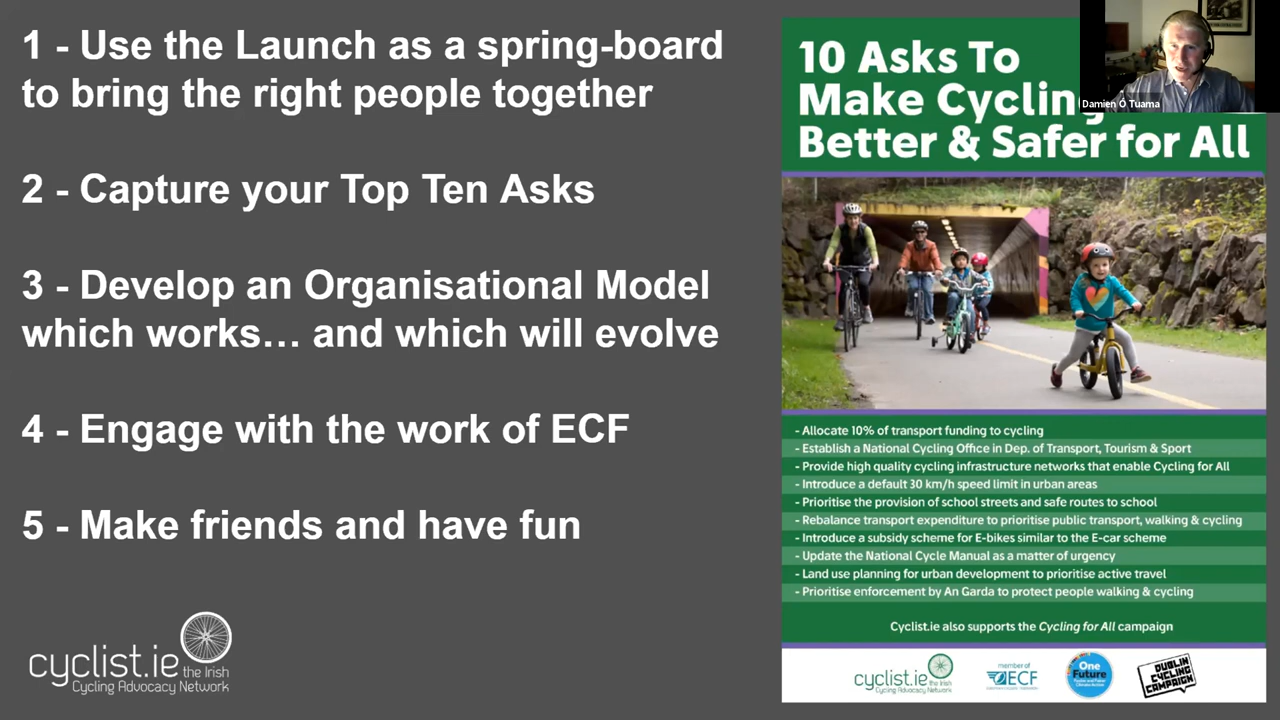 1 - Use the Launch as a spring-board
to bring the right people together
2 - Capture your Top Ten Asks
3 - Develop an Organisational Model
which works… and which will evolve
4 - Engage with the work of ECF
5 - Make friends and have fun
cyclist.ie the Irish
Cycling Advocacy Network
10 Asks To
Make Cycling
Better & Safer for All
Damien Ó Tuama
- Allocate 10% of transport funding to cycling
- Establish a National Cycling Office in Dep. of Transport, Tourism & Sport
- Provide high quality cycling infrastructure networks that enable Cycling for All
- Introduce a default 30 km/h speed limit in urban areas
- Prioritise the provision of school streets and safe routes to school
- Rebalance transport expenditure to prioritise public transport, walking & cycling
- Introduce a subsidy scheme for E-bikes similar to the E-car scheme
- Update the National Cycle Manual as a matter of urgency
- Land use planning for urban development to prioritise active travel
- Prioritise enforcement by An Garda to protect people walking & cycling
Cyclist.ie also supports the Cycling for All campaign
cyclist.ie the Irish
Cycling Advocacy Network
member of
ECF
One
Future
DUBLIN
CYCLING
CAMPAIGN